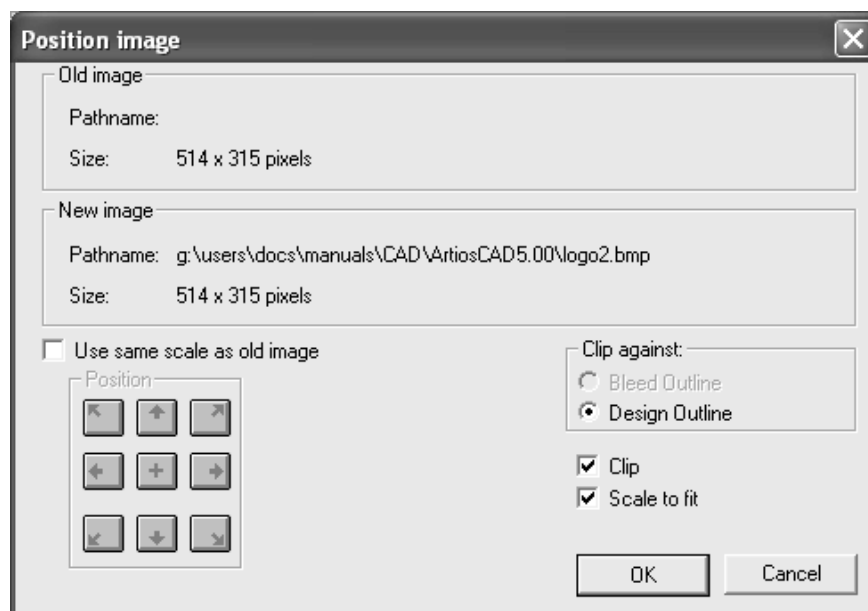 Position image
Old image
Pathname:
Size: 514 x 315 pixels
New image
Pathname: g:\users\docs\manuals\CAD\ArtiosCAD5.00\logo2.bmp
Size: 514 x 315 pixels
Use same scale as old image
Position
Clip against:
Bleed Outline
Design Outline
Clip
Scale to fit
OK Cancel